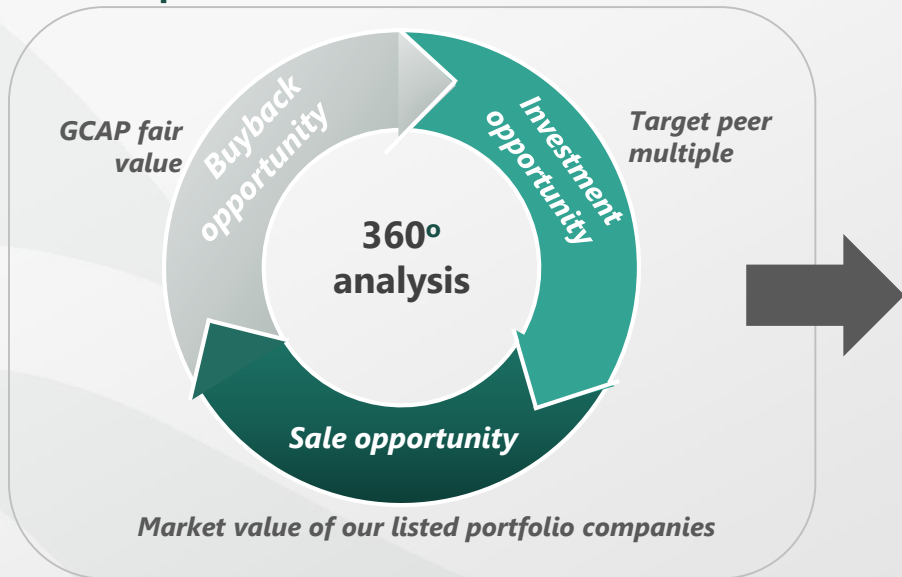 GCAP fair
value
Buyback
opportunity
Investment
opportunity
Target peer
multiple
360º
analysis
Sale opportunity
Market value of our listed portfolio companies